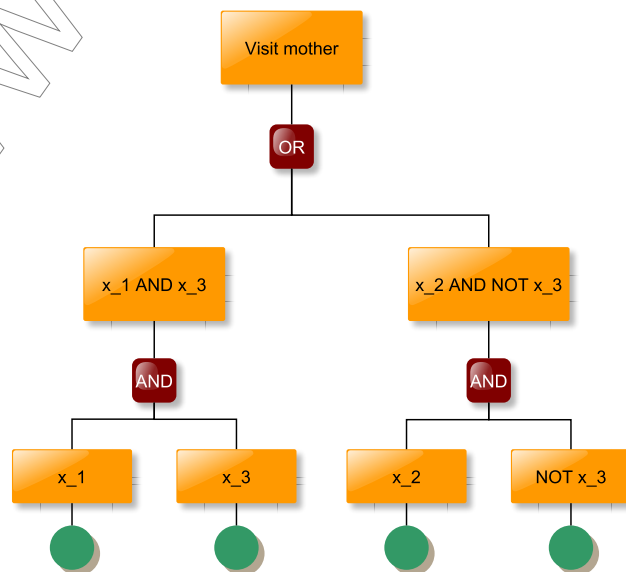 Visit mother
OR
x_1 AND x_3
x_2 AND NOT x_3
AND
AND
x_1
x_3
x_2
NOT x_3